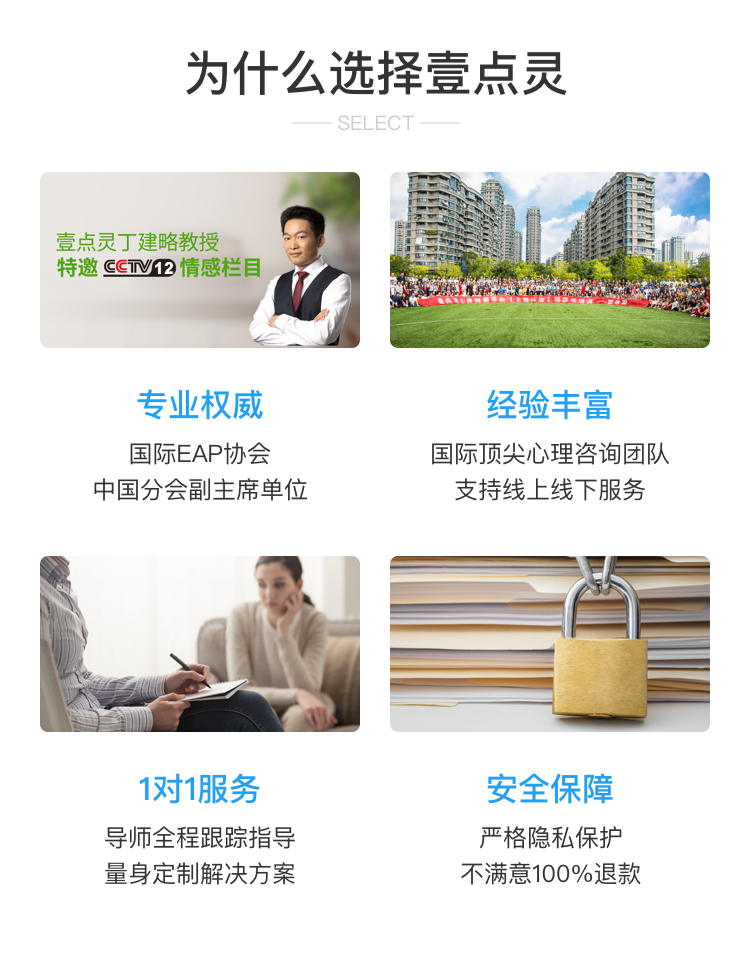 为什么选择壹点灵
SELECT
壹点灵丁建略教授
特邀 CCTV12 情感栏目
专业权威
国际EAP协会
中国分会副主席单位
经验丰富
国际顶尖心理咨询团队
支持线上线下服务
1对1服务
导师全程跟踪指导
量身定制解决方案
安全保障
严格隐私保护
不满意100%退款